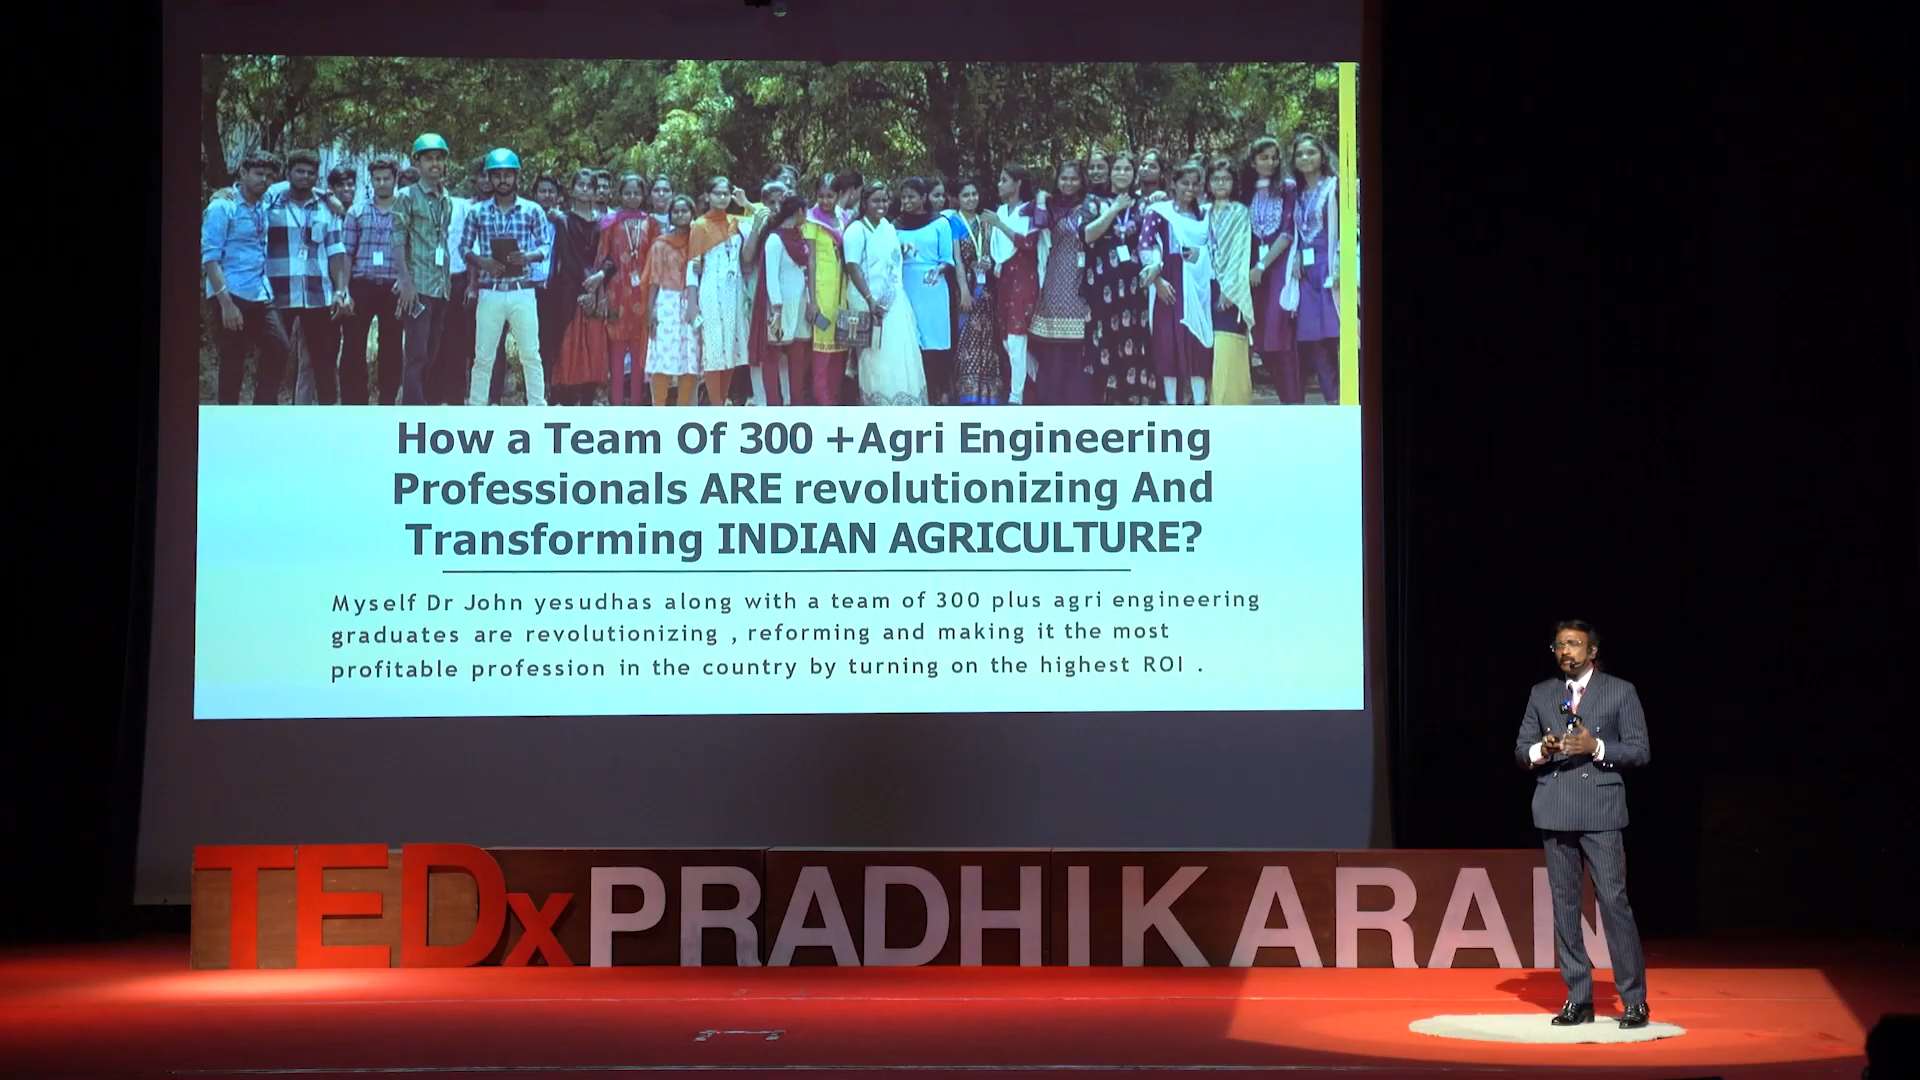 How a Team Of 300 +Agri Engineering
Professionals ARE revolutionizing And
Transforming INDIAN AGRICULTURE?
Myself Dr John yesudhas along with a team of 300 plus agri engineering
graduates are revolutionizing , reforming and making it the most
profitable profession in the country by turning on the highest ROI .
TEDxPRADHIKARAN